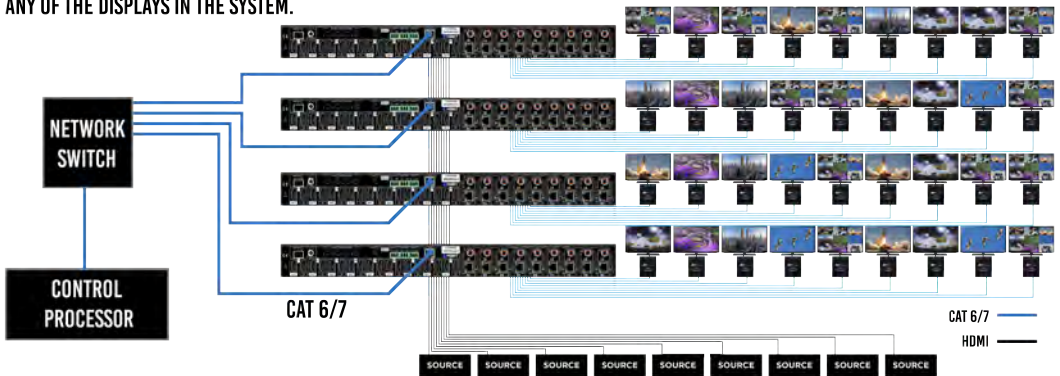 ANY OF THE DISPLAYS IN THE SYSTEM.
NETWORK
SWITCH
CONTROL
PROCESSOR
CAT 6/7
CAT 6/7
HDMI
SOURCE SOURCE SOURCE SOURCE SOURCE SOURCE SOURCE SOURCE SOURCE